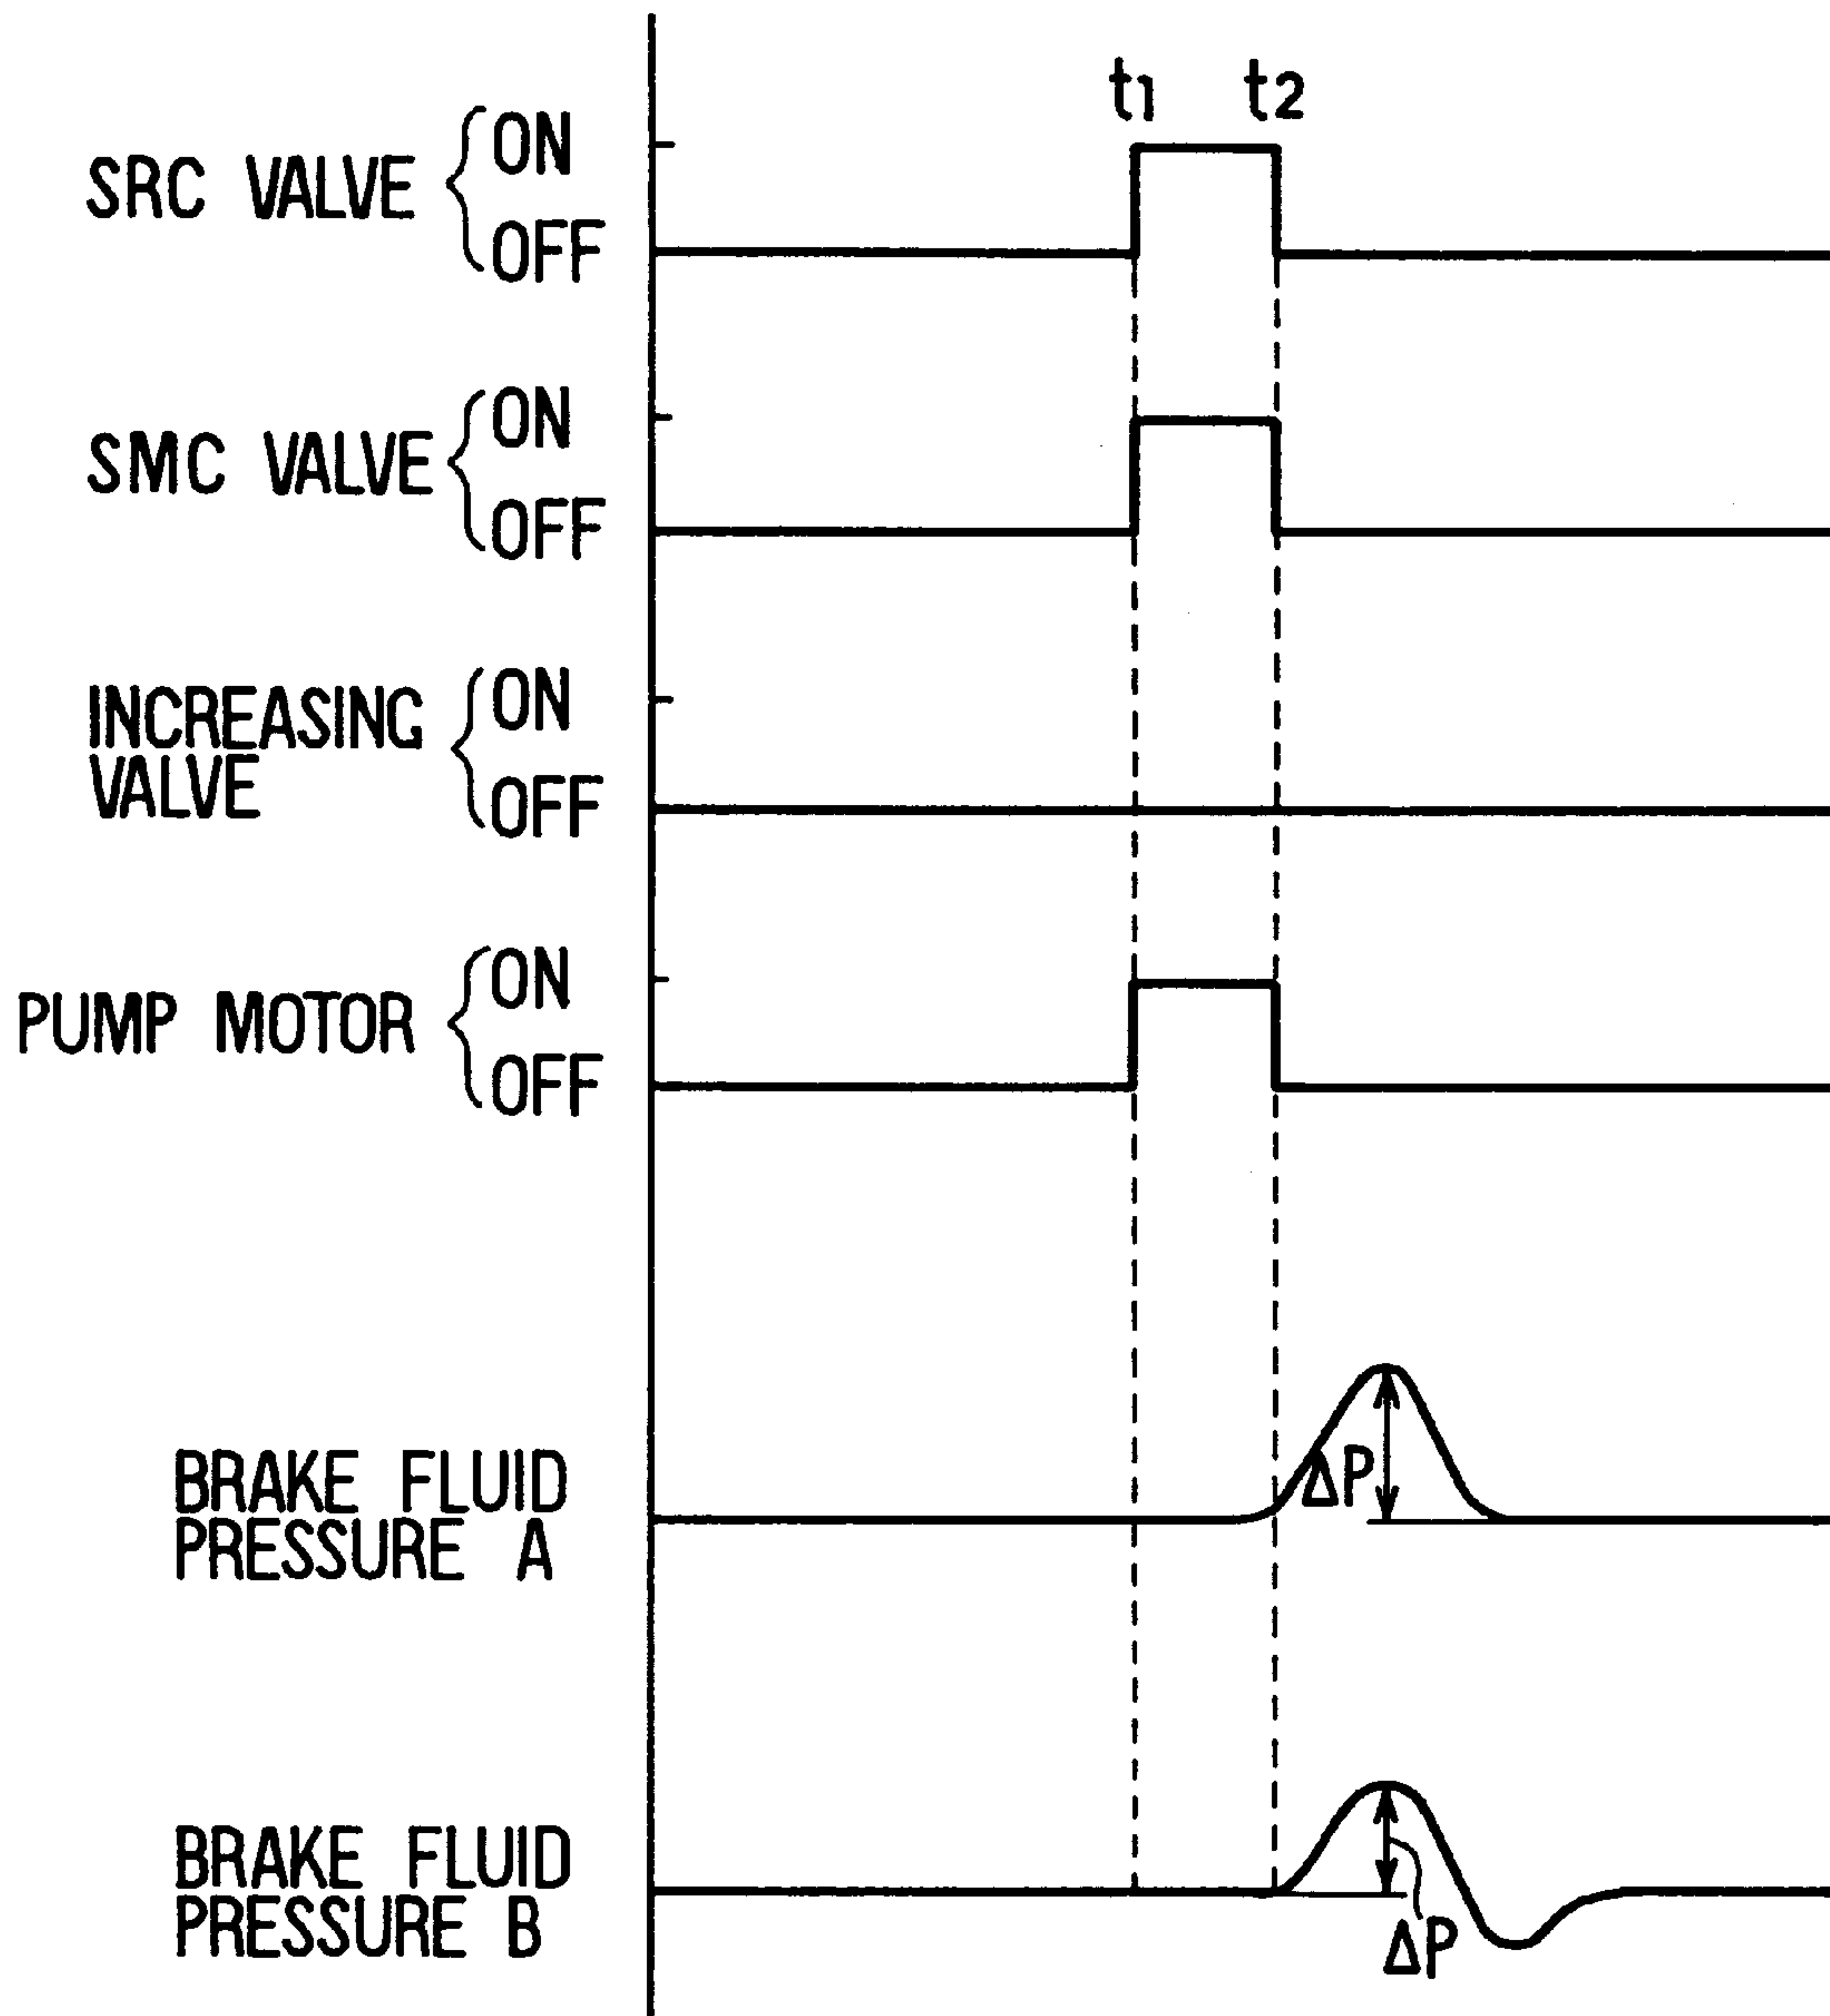 t1 t2
SRC VALVE ON
OFF
SMC VALVE ON
OFF
INCREASING
VALVE
ON
OFF
PUMP MOTOR ON
OFF
BRAKE FLUID
PRESSURE A
ΔP
BRAKE FLUID
PRESSURE B
ΔP